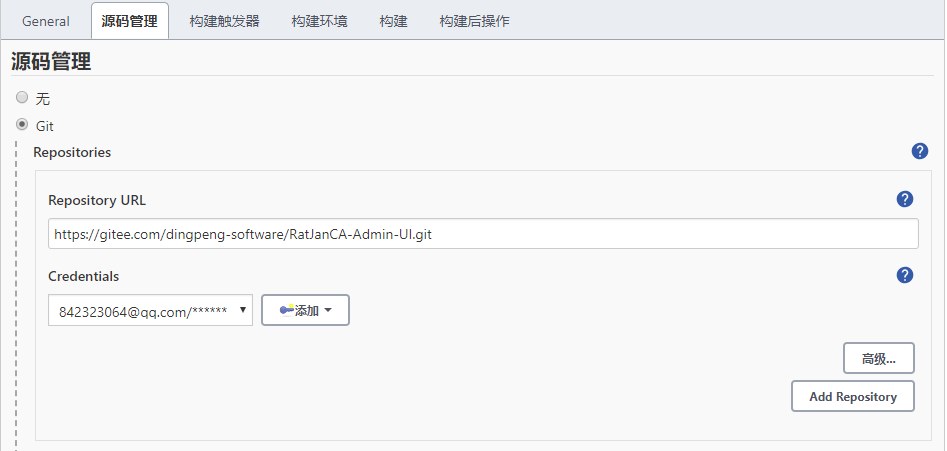 General 源码管理 构建触发器 构建环境 构建 构建后操作
源码管理
无
Git
Repositories
Repository URL
https://gitee.com/dingpeng-software/RatJanCA-Admin-UI.git
Credentials
842323064@qq.com/****** 添加
高级...
Add Repository